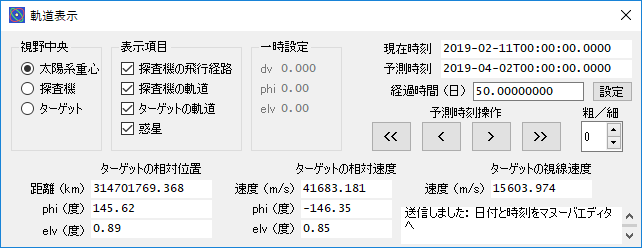 軌道表示
視野中央
太陽系重心
探査機
ターゲット
表示項目
探査機の飛行経路
探査機の軌道
ターゲットの軌道
惑星
一時設定
dv 0.000
phi 0.00
elv 0.00
現在時刻 2019-02-11T00:00:00.0000
予測時刻 2019-04-02T00:00:00.0000
経過時間（日） 50.00000000 設定
予測時刻操作 粗／細
<< < > >> 0
ターゲットの相対位置
距離（km） 314701769.368
phi（度） 145.62
elv（度） 0.89
ターゲットの相対速度
速度（m/s） 41683.181
phi（度） -146.35
elv（度） 0.85
ターゲットの視線速度
速度（m/s） 15603.974
送信しました: 日付と時刻をマヌーバエディタ
へ